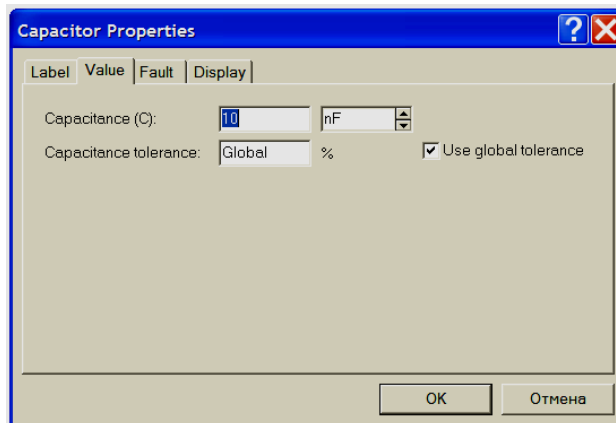 Capacitor Properties
Label Value Fault Display
Capacitance (C): 10 nF
Capacitance tolerance: Global % Use global tolerance
OK Отмена